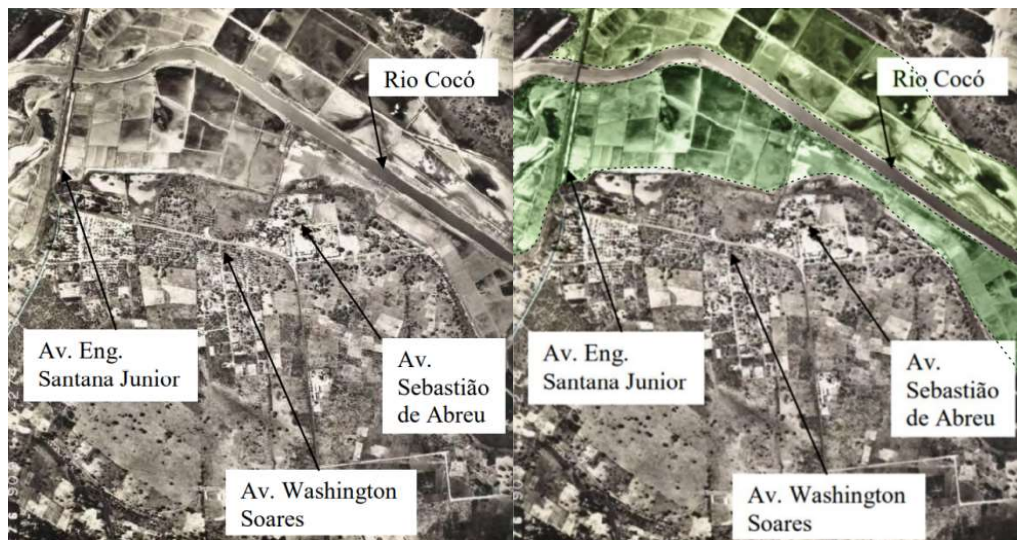 Rio Cocó
Av. Eng.
Santana Junior
Av.
Sebastião
de Abreu
Av. Washington
Soares
Rio Cocó
Av. Eng.
Santana Junior
Av.
Sebastião
de Abreu
Av. Washington
Soares